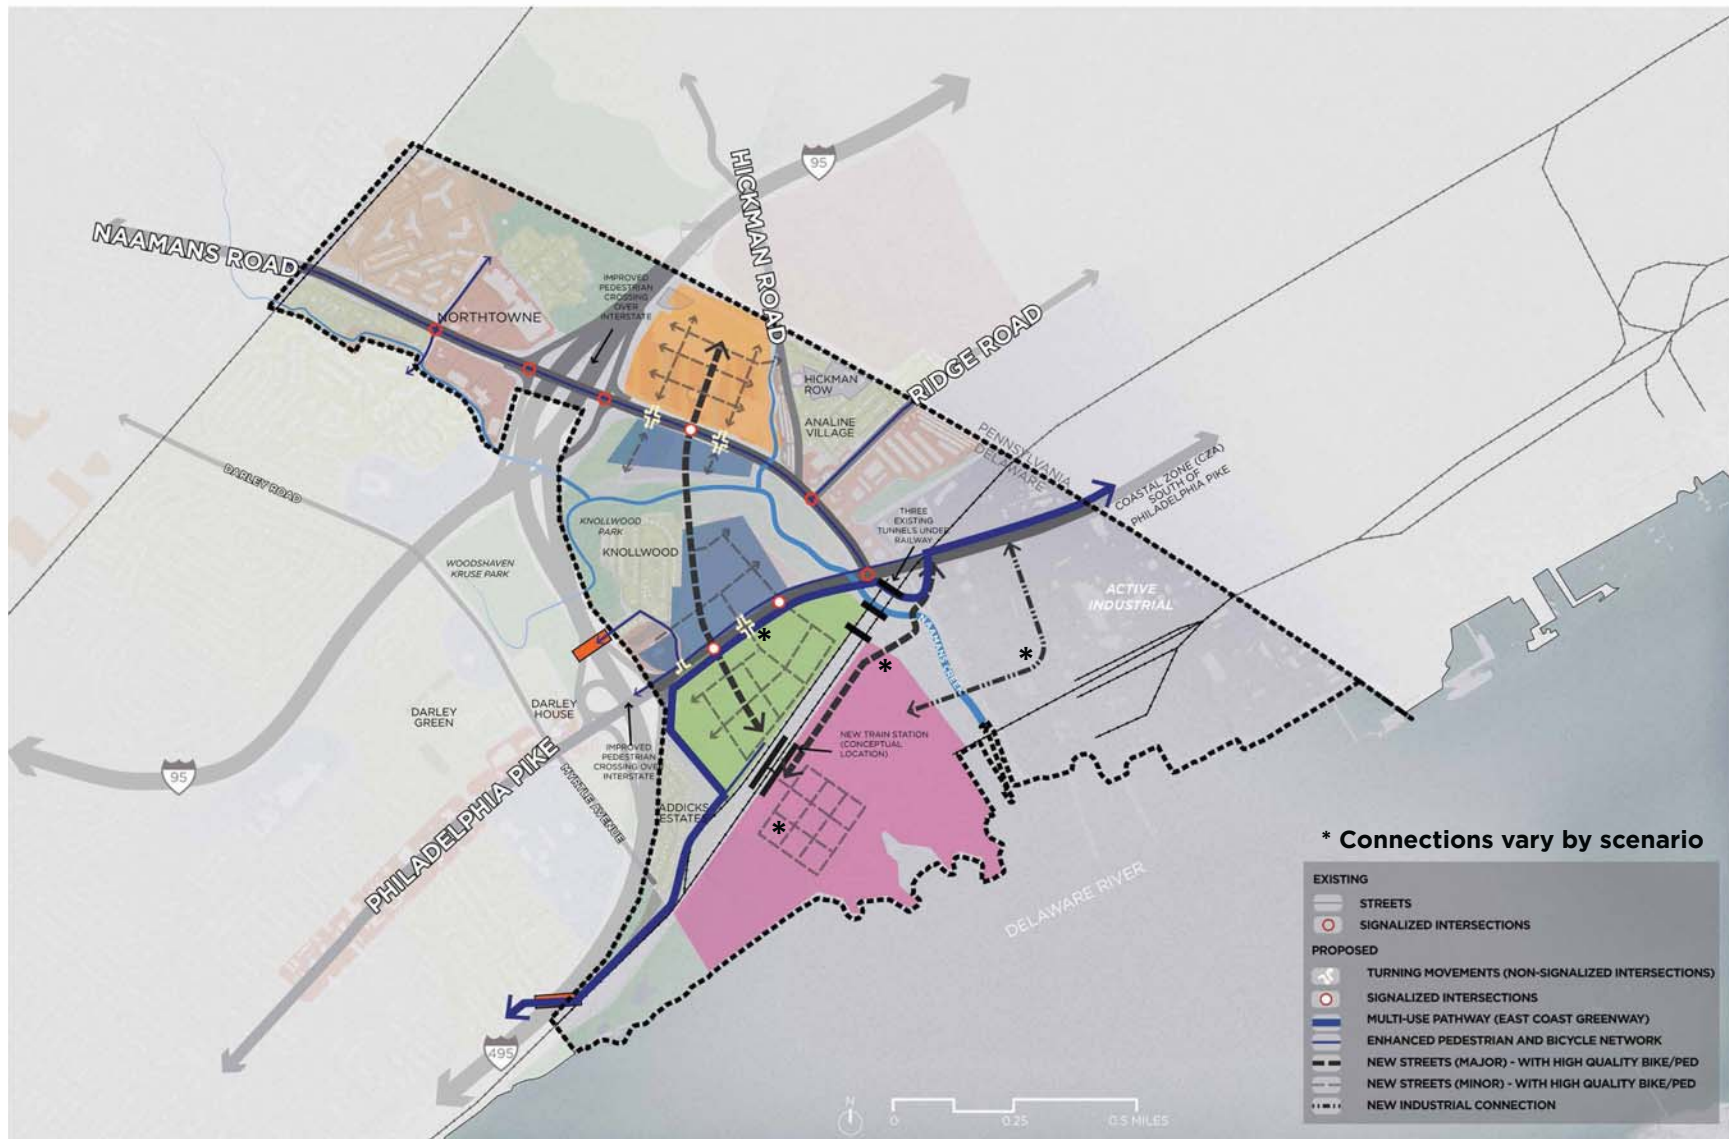 95
HICKMAN ROAD
NAAMANS ROAD
IMPROVED
PEDESTRIAN
CROSSING
OVER
INTERSTATE
NORTHTOWNE
RIDGE ROAD
HICKMAN
ROW
ANALINE
VILLAGE
PENNSYLVANIA
DELAWARE
COASTAL ZONE (CZA)
SOUTH OF
PHILADELPHIA PIKE
DARLEY ROAD
THREE
EXISTING
TUNNELS UNDER
RAILWAY
KNOLLWOOD
PARK
KNOLLWOOD
WOODSHAVEN
KRUSE PARK
ACTIVE
INDUSTRIAL
NAAMANS CREEK
*
*
*
DARLEY
GREEN
DARLEY
HOUSE
NEW TRAIN STATION
(CONCEPTUAL
LOCATION)
IMPROVED
PEDESTRIAN
CROSSING OVER
INTERSTATE
95
PHILADELPHIA PIKE
MYRTLE AVENUE
ADDICKS
ESTATES
*
DELAWARE RIVER
495
N
0 0.25 0.5 MILES
* Connections vary by scenario
EXISTING
STREETS
SIGNALIZED INTERSECTIONS
PROPOSED
TURNING MOVEMENTS (NON-SIGNALIZED INTERSECTIONS)
SIGNALIZED INTERSECTIONS
MULTI-USE PATHWAY (EAST COAST GREENWAY)
ENHANCED PEDESTRIAN AND BICYCLE NETWORK
NEW STREETS (MAJOR) - WITH HIGH QUALITY BIKE/PED
NEW STREETS (MINOR) - WITH HIGH QUALITY BIKE/PED
NEW INDUSTRIAL CONNECTION